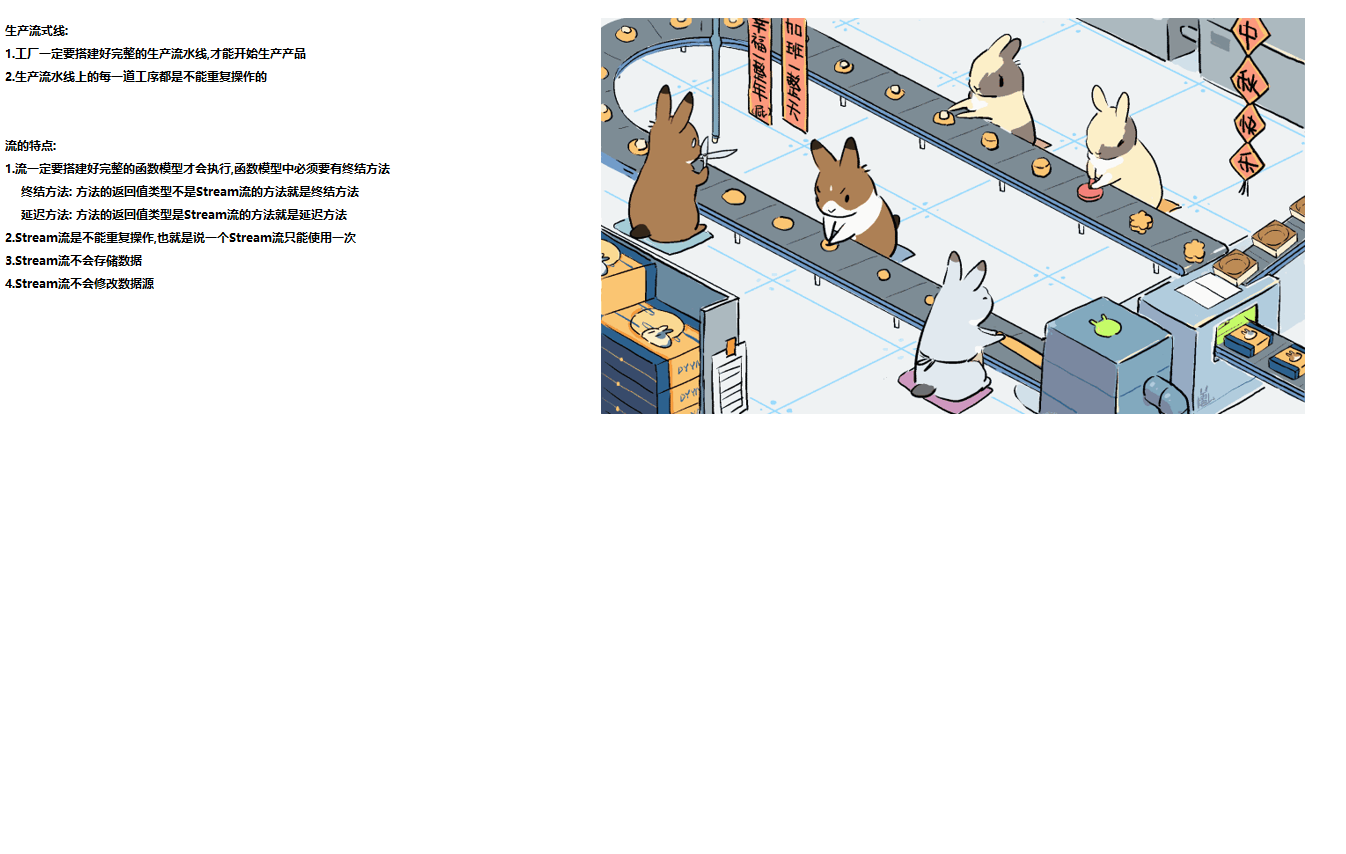 生产流式线:
1.工厂一定要搭建好完整的生产流水线,才能开始生产产品
2.生产流水线上的每一道工序都是不能重复操作的
流的特点:
1.流一定要搭建好完整的函数模型才会执行,函数模型中必须要有终结方法
终结方法: 方法的返回值类型不是Stream流的方法就是终结方法
延迟方法: 方法的返回值类型是Stream流的方法就是延迟方法
2.Stream流是不能重复操作,也就是说一个Stream流只能使用一次
3.Stream流不会存储数据
4.Stream流不会修改数据源
中秋快乐